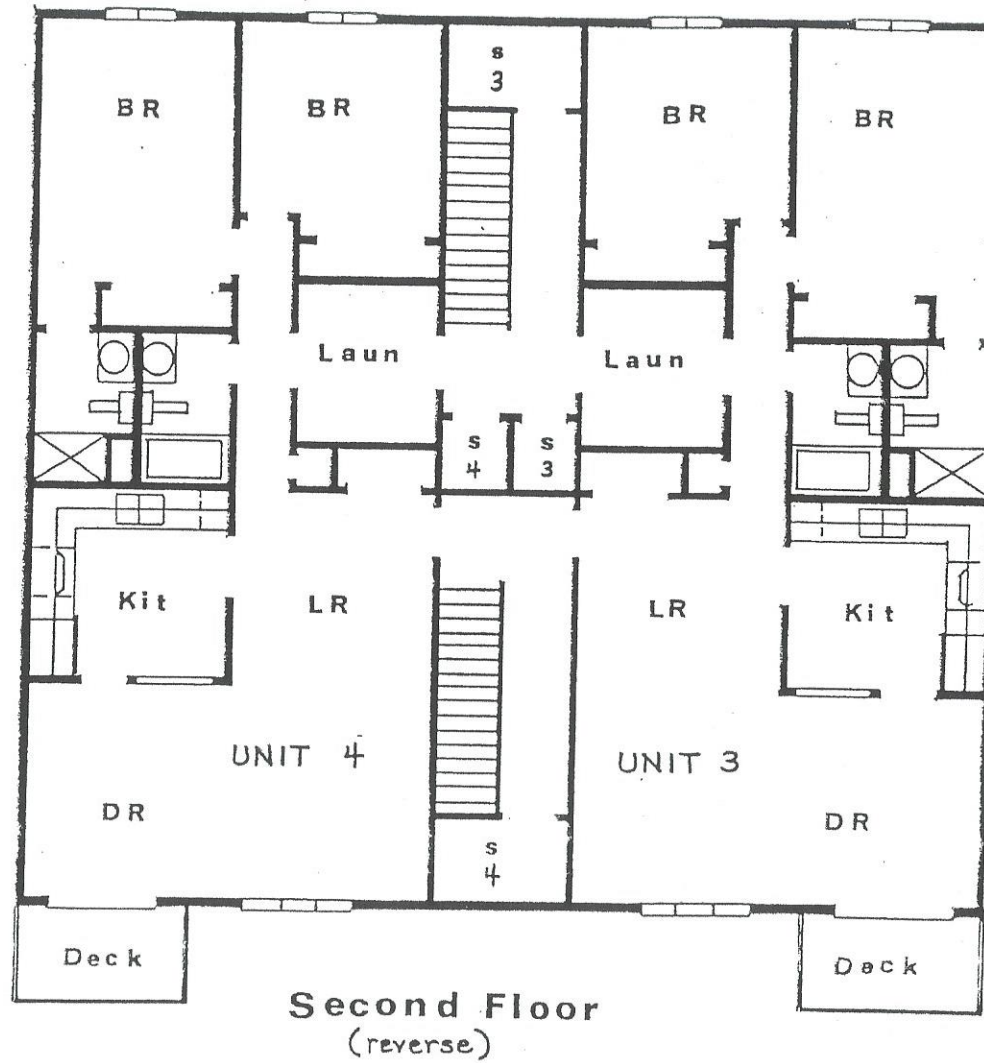 s
3
BR BR BR BR
Laun Laun
s
4
s
3
Kit LR LR Kit
UNIT 4 UNIT 3
DR DR
s
4
Deck Deck
Second Floor
(reverse)